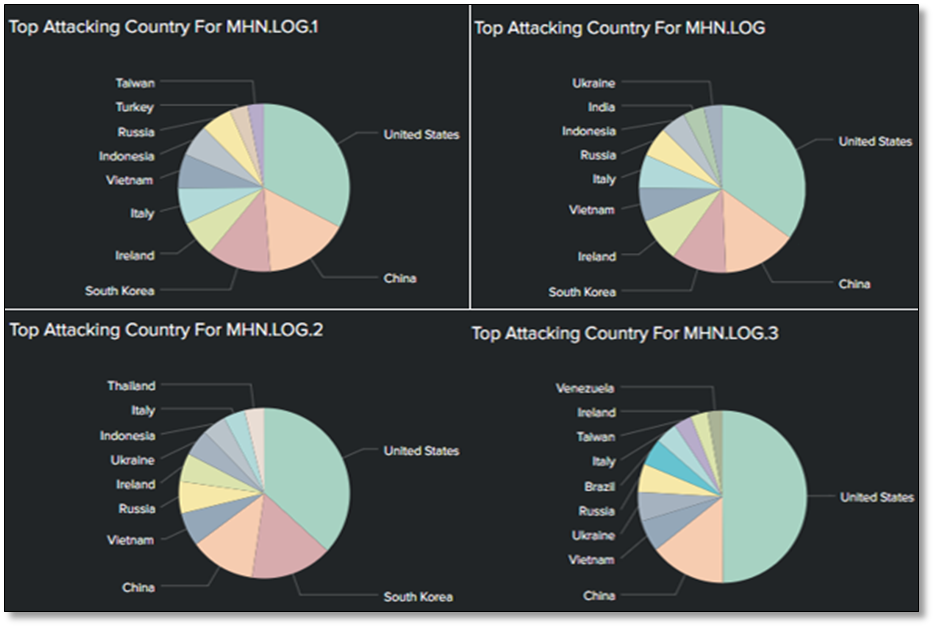 Top Attacking Country For MHN.LOG.1
Taiwan
Turkey
Russia
Indonesia
Vietnam
Italy
Ireland
South Korea
United States
China
Top Attacking Country For MHN.LOG
Ukraine
India
Indonesia
Russia
Italy
Vietnam
Ireland
South Korea
United States
China
Top Attacking Country For MHN.LOG.2
Thailand
Italy
Indonesia
Ukraine
Ireland
Russia
Vietnam
China
United States
South Korea
Top Attacking Country For MHN.LOG.3
Venezuela
Ireland
Taiwan
Italy
Brazil
Russia
Ukraine
Vietnam
China
United States